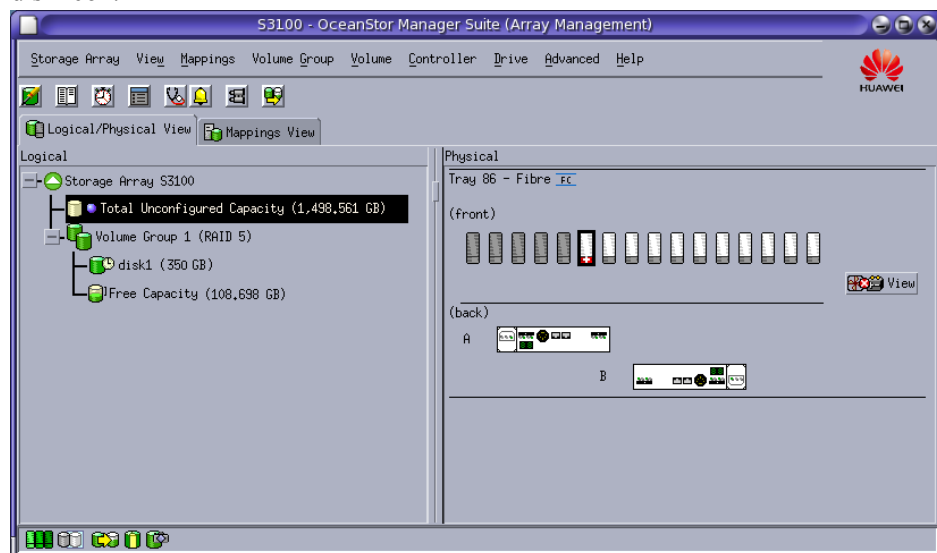 S3100 - OceanStor Manager Suite (Array Management)
Storage Array View Mappings Volume Group Volume Controller Drive Advanced Help
HUAWEI
Logical/Physical View Mappings View
Logical
Storage Array S3100
Total Unconfigured Capacity (1,498.561 GB)
Volume Group 1 (RAID 5)
disk1 (350 GB)
Free Capacity (108.698 GB)
Physical
Tray 86 - Fibre FC
(front)
View
(back)
A
B